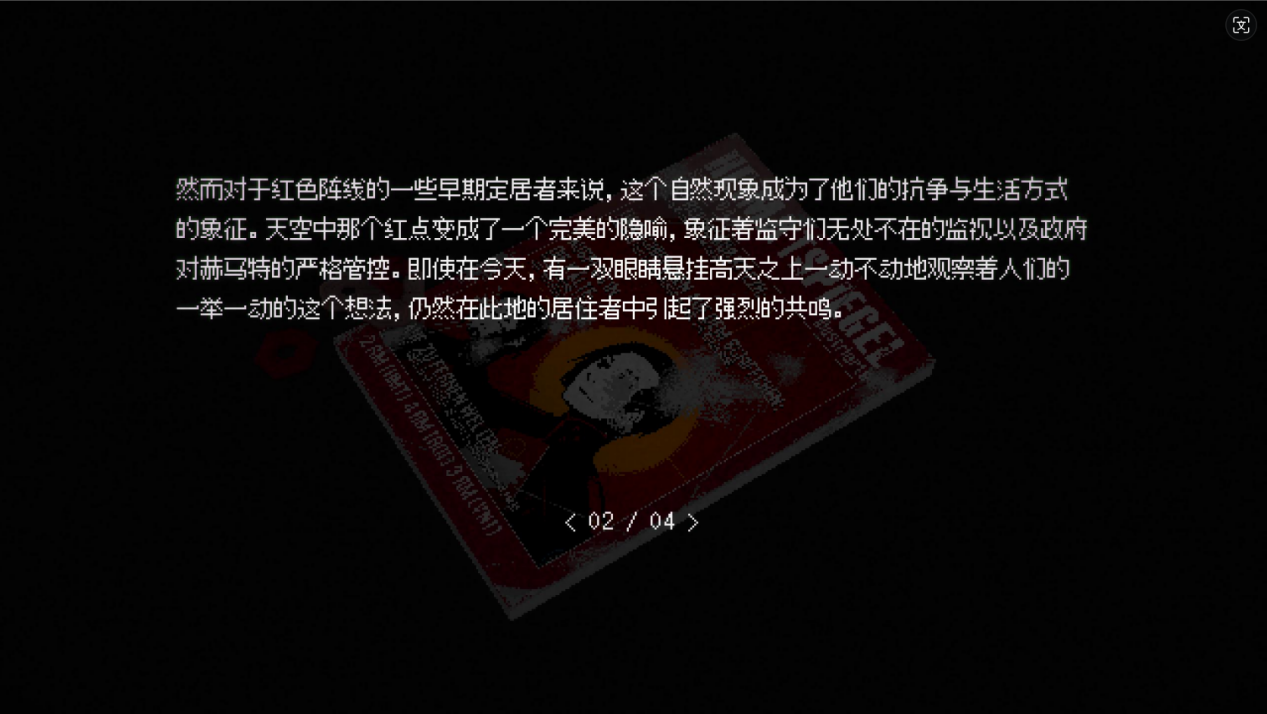 然而对于红色阵线的一些早期定居者来说，这个自然现象成为了他们的抗争与生活方式
的象征。天空中那个红点变成了一个完美的隐喻，象征着监守们无处不在的监视以及政府
对赫马特的严格管控。即使在今天，有一双眼睛悬挂高天之上一动不动地观察着人们的
一举一动的这个想法，仍然在此地的居住者中引起了强烈的共鸣。
SPIEGEL
< 02 / 04 >